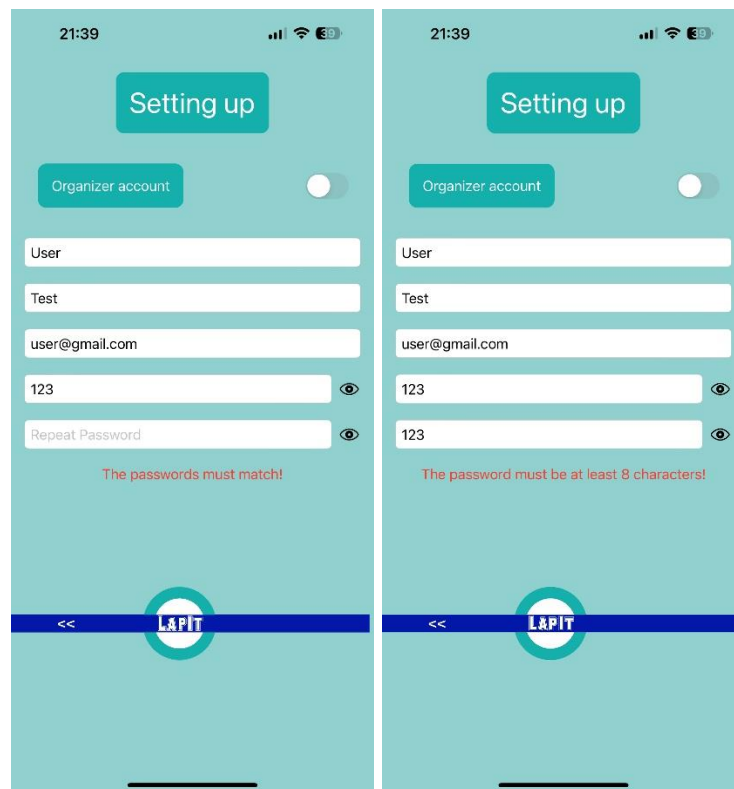 21:39
39
Setting up
Organizer account
User
Test
user@gmail.com
123
Repeat Password
The passwords must match!
<<
LAPIT
21:39
39
Setting up
Organizer account
User
Test
user@gmail.com
123
123
The password must be at least 8 characters!
<<
LAPIT